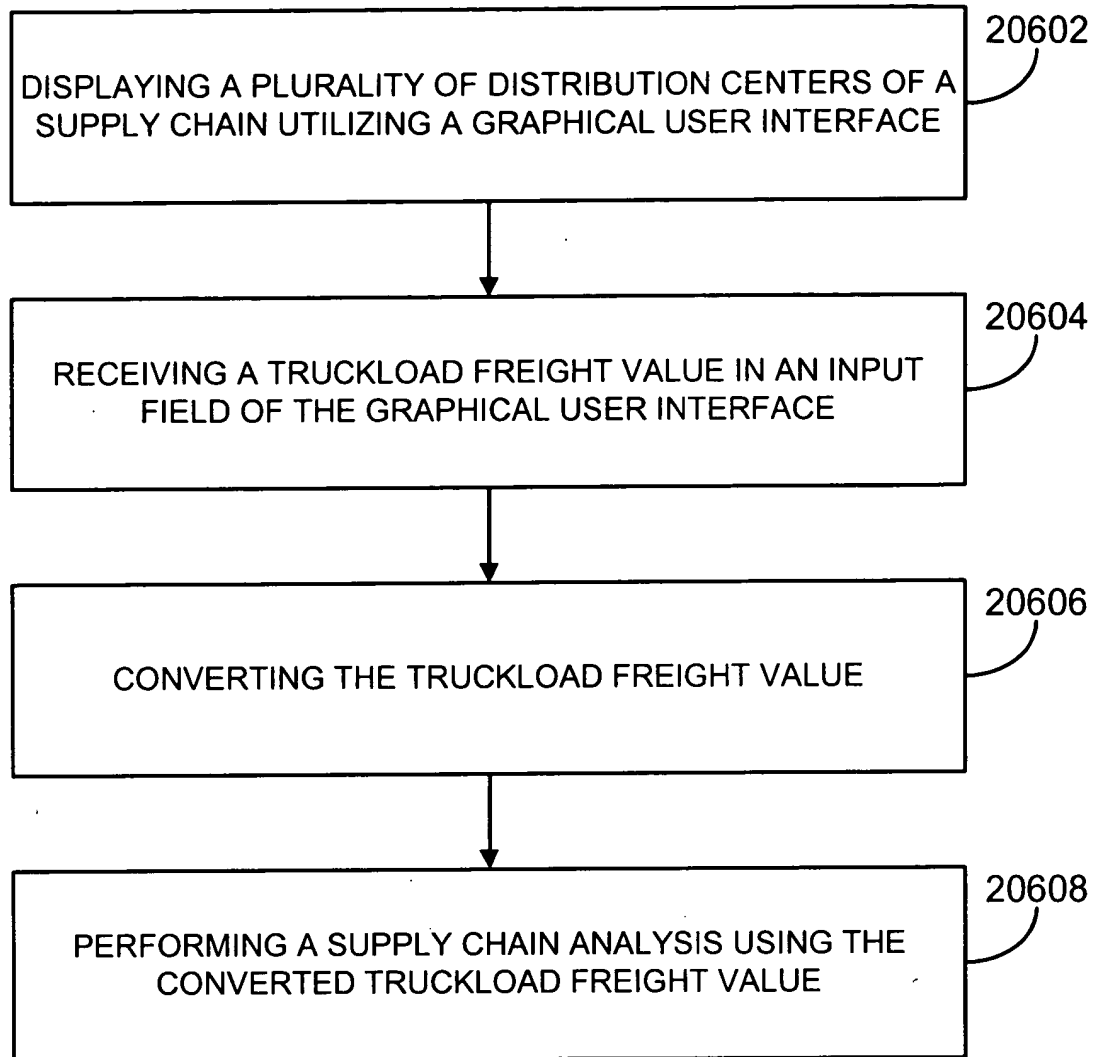 20602
DISPLAYING A PLURALITY OF DISTRIBUTION CENTERS OF A
SUPPLY CHAIN UTILIZING A GRAPHICAL USER INTERFACE
20604
RECEIVING A TRUCKLOAD FREIGHT VALUE IN AN INPUT
FIELD OF THE GRAPHICAL USER INTERFACE
20606
CONVERTING THE TRUCKLOAD FREIGHT VALUE
20608
PERFORMING A SUPPLY CHAIN ANALYSIS USING THE
CONVERTED TRUCKLOAD FREIGHT VALUE